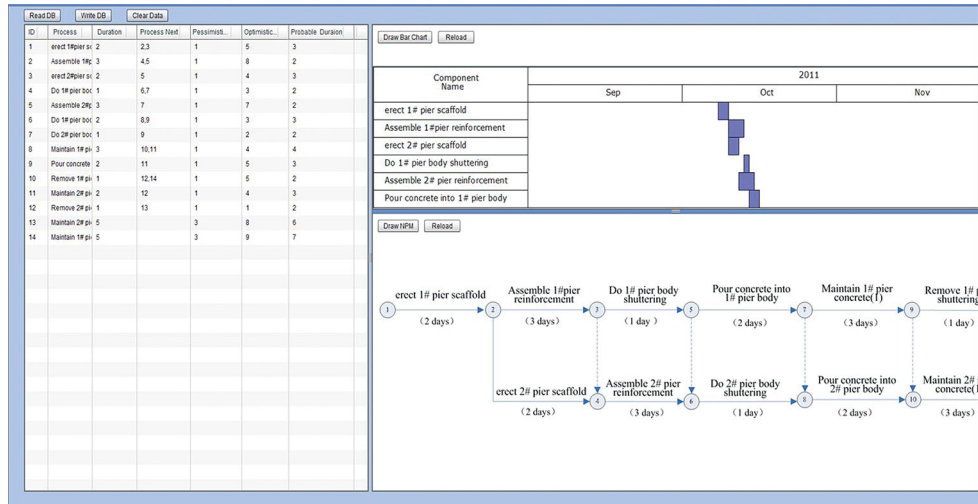 Read DB Write DB Clear Data
ID Process Duration Process Next Pessimisti... Optimistic... Probable Duraion
1 erect 1#pier s 2 2,3 1 5 3
2 Assemble 1#p 3 4,5 1 8 2
3 erect 2#pier s 2 5 1 4 3
4 Do 1# pier bod 1 6,7 1 3 2
5 Assemble 2#p 3 7 1 7 2
6 Do 1# pier bod 2 8,9 1 3 3
7 Do 2# pier bod 1 9 1 2 2
8 Maintain 1# pi 3 10,11 1 4 4
9 Pour concrete 2 11 1 5 3
10 Remove 1# pi 1 12,14 1 5 2
11 Maintain 2# pi 2 12 1 4 3
12 Remove 2# pi 1 13 1 1 2
13 Maintain 2# pi 5 3 8 6
14 Maintain 1# pi 5 3 9 7
Draw Bar Chart Reload
Component
Name
2011
Sep Oct Nov
erect 1# pier scaffold
Assemble 1#pier reinforcement
erect 2# pier scaffold
Do 1# pier body shuttering
Assemble 2# pier reinforcement
Pour concrete into 1# pier body
Draw NPM Reload
erect 1# pier scaffold
Assemble 1#pier
reinforcement
Do 1# pier body
shuttering
Pour concrete into
1# pier body
Maintain 1# pier
concrete(1)
Remove 1# p
shuttering
1 2 3 5 7 9
(2 days) (3 days) (1 day ) (2 days) (3 days) (1 day)
erect 2# pier scaffold
Assemble 2# pier
reinforcement
Do 2# pier body
shuttering
Pour concrete into
2# pier body
Maintain 2#
concrete(1
4 6 8 10
(2 days) (3 days) (1 day) (2 days) (3 days)